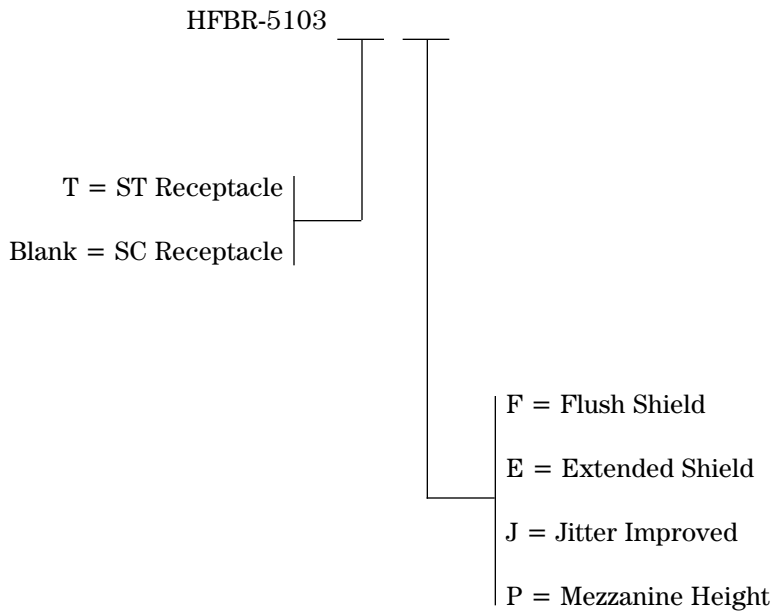 HFBR-5103
T = ST Receptacle
Blank = SC Receptacle
F = Flush Shield
E = Extended Shield
J = Jitter Improved
P = Mezzanine Height